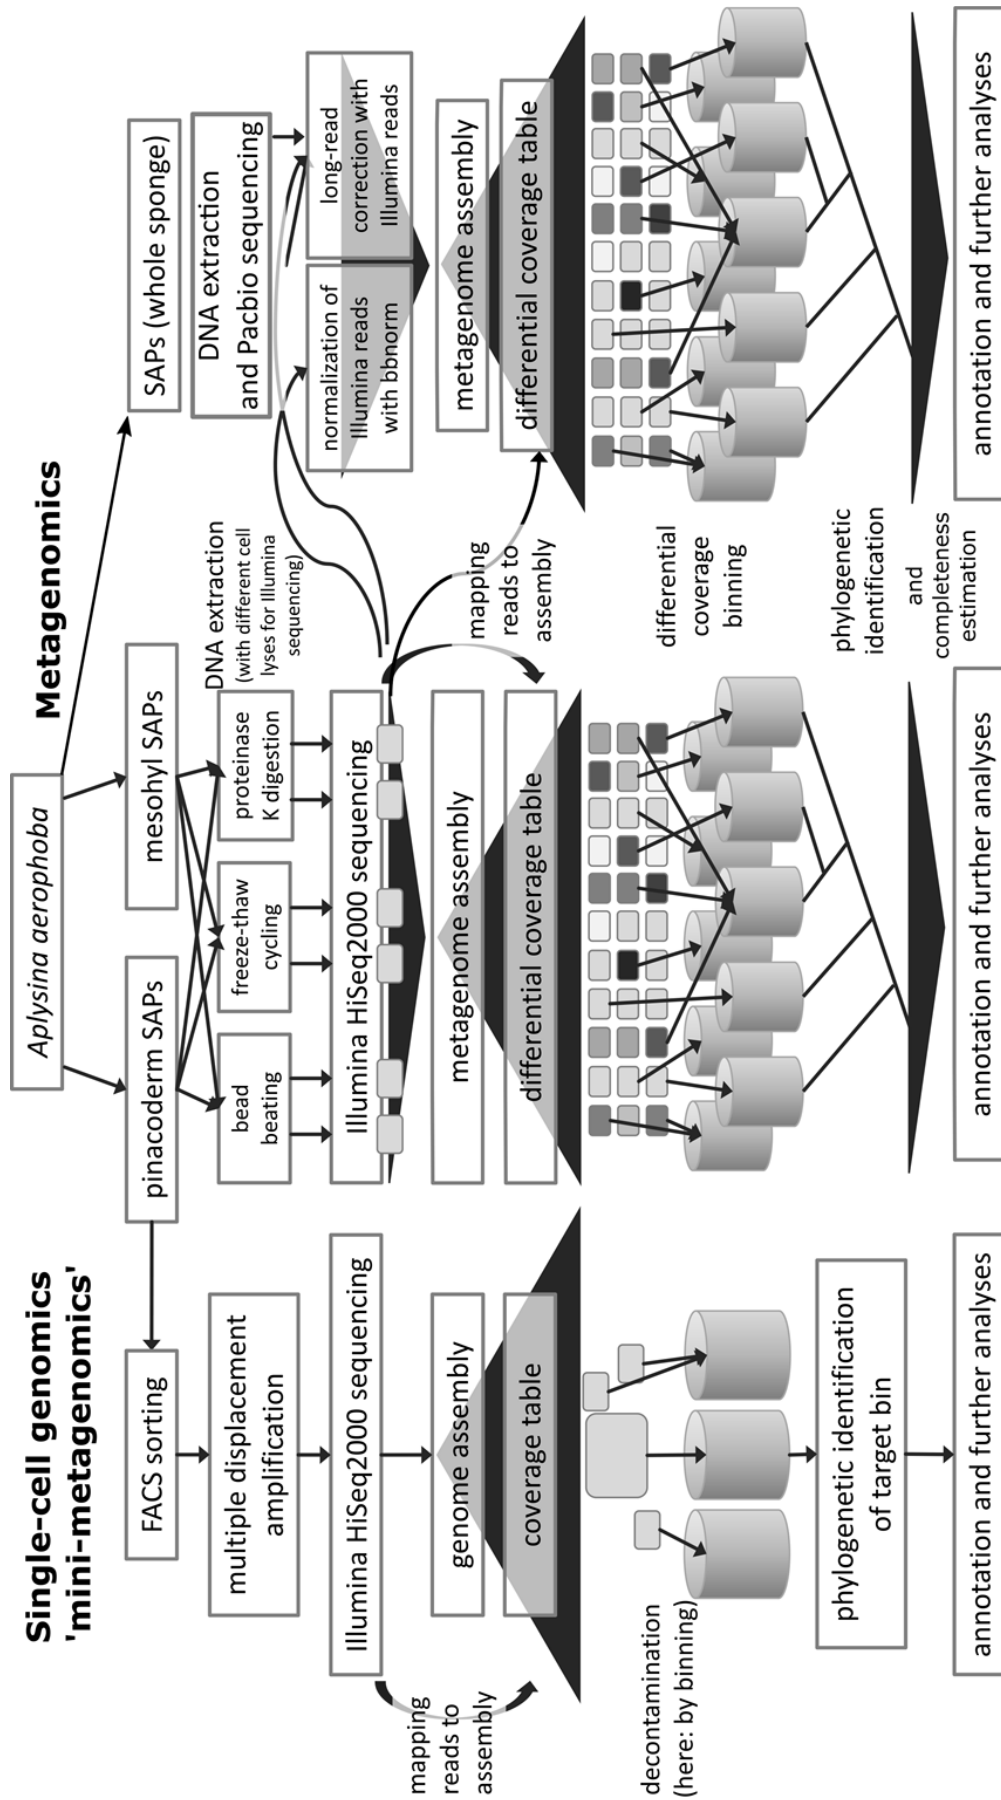 Single-cell genomics
'mini-metagenomics'
Metagenomics
Aplysina aerophoba
FACS sorting
pinacoderm SAPs
mesohyl SAPs
SAPs (whole sponge)
multiple displacement
amplification
bead
beating
freeze-thaw
cycling
proteinase
K digestion
DNA extraction
(with different cell
lyses for Illumina
sequencing)
DNA extraction
and Pacbio sequencing
Illumina HiSeq2000 sequencing
Illumina HiSeq2000 sequencing
normalization of
Illumina reads
with bbnorm
long-read
correction with
Illumina reads
mapping
reads to
assembly
genome assembly
coverage table
metagenome assembly
differential coverage table
mapping
reads to
assembly
metagenome assembly
differential coverage table
decontamination
(here: by binning)
differential
coverage
binning
phylogenetic identification
of target bin
phylogenetic
identification
and
completeness
estimation
annotation and further analyses
annotation and further analyses
annotation and further analyses